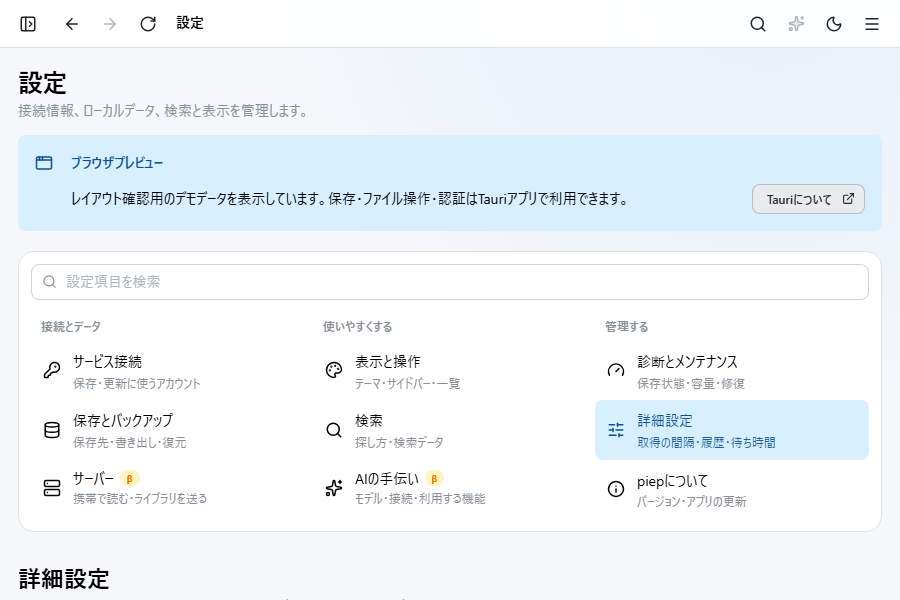 設定
設定
接続情報、ローカルデータ、検索と表示を管理します。
ブラウザプレビュー
レイアウト確認用のデモデータを表示しています。保存・ファイル操作・認証はTauriアプリで利用できます。
Tauriについて
設定項目を検索
接続とデータ
サービス接続
保存・更新に使うアカウント
保存とバックアップ
保存先・書き出し・復元
サーバー β
携帯で読む・ライブラリを送る
使いやすくする
表示と操作
テーマ・サイドバー・一覧
検索
探し方・検索データ
AIの手伝い β
モデル・接続・利用する機能
管理する
診断とメンテナンス
保存状態・容量・修復
詳細設定
取得の間隔・履歴・待ち時間
piepについて
バージョン・アプリの更新
詳細設定